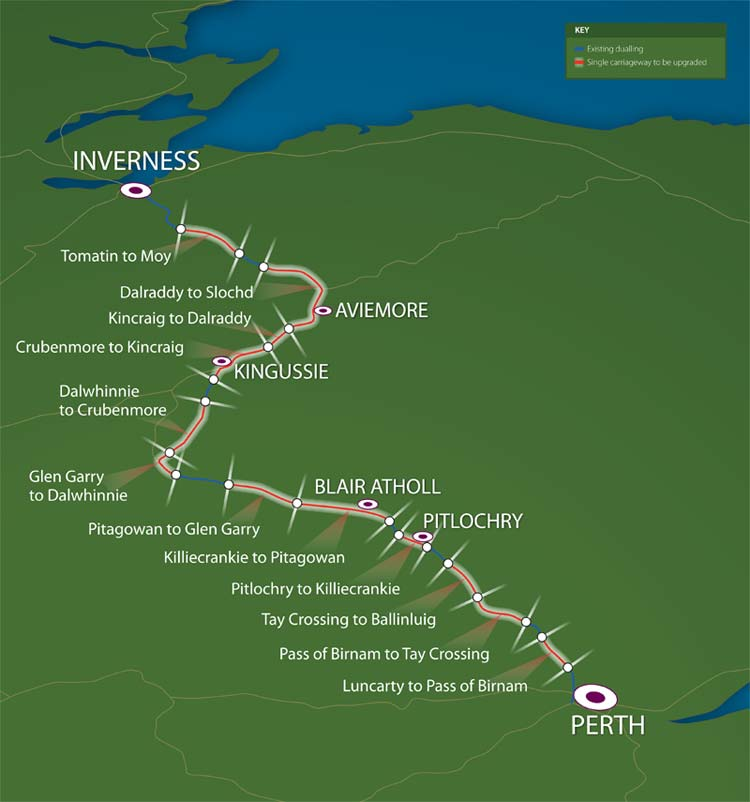 KEY
Existing dualling
Single carriageway to be upgraded
INVERNESS
Tomatin to Moy
Dalraddy to Slochd
AVIEMORE
Kincraig to Dalraddy
Crubenmore to Kincraig
KINGUSSIE
Dalwhinnie
to Crubenmore
Glen Garry
to Dalwhinnie
BLAIR ATHOLL
PITLOCHRY
Pitagowan to Glen Garry
Killiecrankie to Pitagowan
Pitlochry to Killiecrankie
Tay Crossing to Ballinluig
Pass of Birnam to Tay Crossing
Luncarty to Pass of Birnam
PERTH